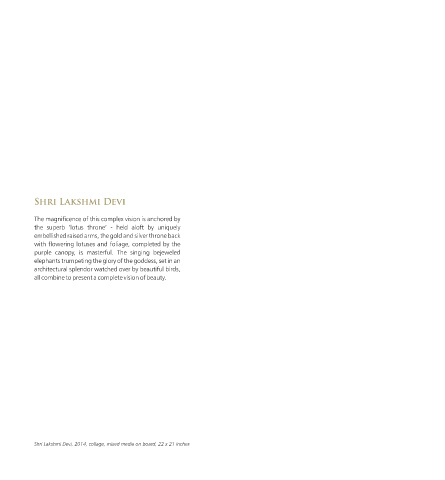 SHRI LAKSHMI DEVI
The magnificence of this complex vision is anchored by
the superb 'lotus throne' - held aloft by uniquely
embellished raised arms, the gold and silver throne back
with flowering lotuses and foliage, completed by the
purple canopy, is masterful. The singing bejeweled
elephants trumpeting the glory of the goddess, set in an
architectural splendor watched over by beautiful birds,
all combine to present a complete vision of beauty.
Shri Lakshmi Devi, 2014, collage, mixed media on board, 22 x 21 inches